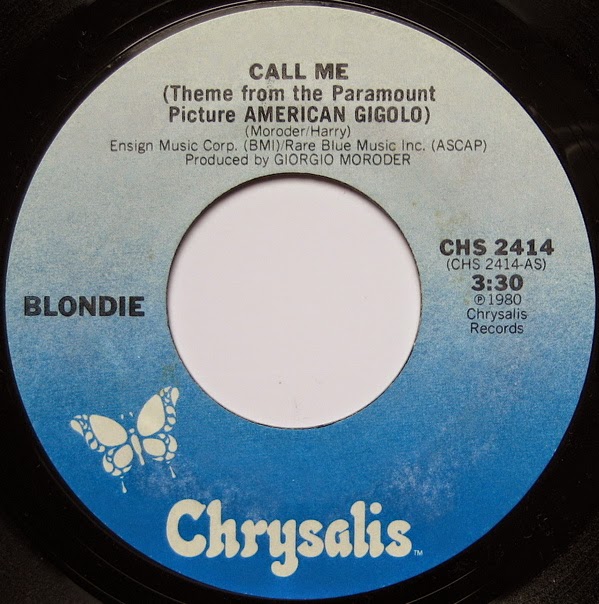 CALL ME
(Theme from the Paramount
Picture AMERICAN GIGOLO)
(Moroder/Harry)
Ensign Music Corp. (BMI)/Rare Blue Music Inc. (ASCAP)
Produced by GIORGIO MORODER
BLONDIE
CHS 2414
(CHS 2414-AS)
3:30
℗1980
Chrysalis
Records
Chrysalis™